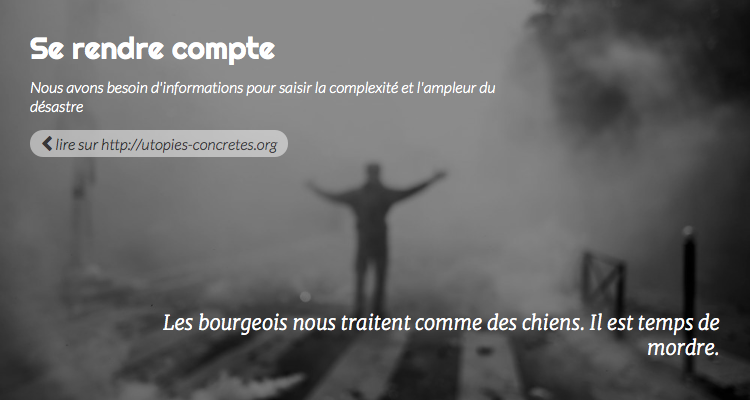 Se rendre compte
Nous avons besoin d'informations pour saisir la complexité et l'ampleur du
désastre
lire sur http://utopies-concretes.org
Les bourgeois nous traitent comme des chiens. Il est temps de
mordre.